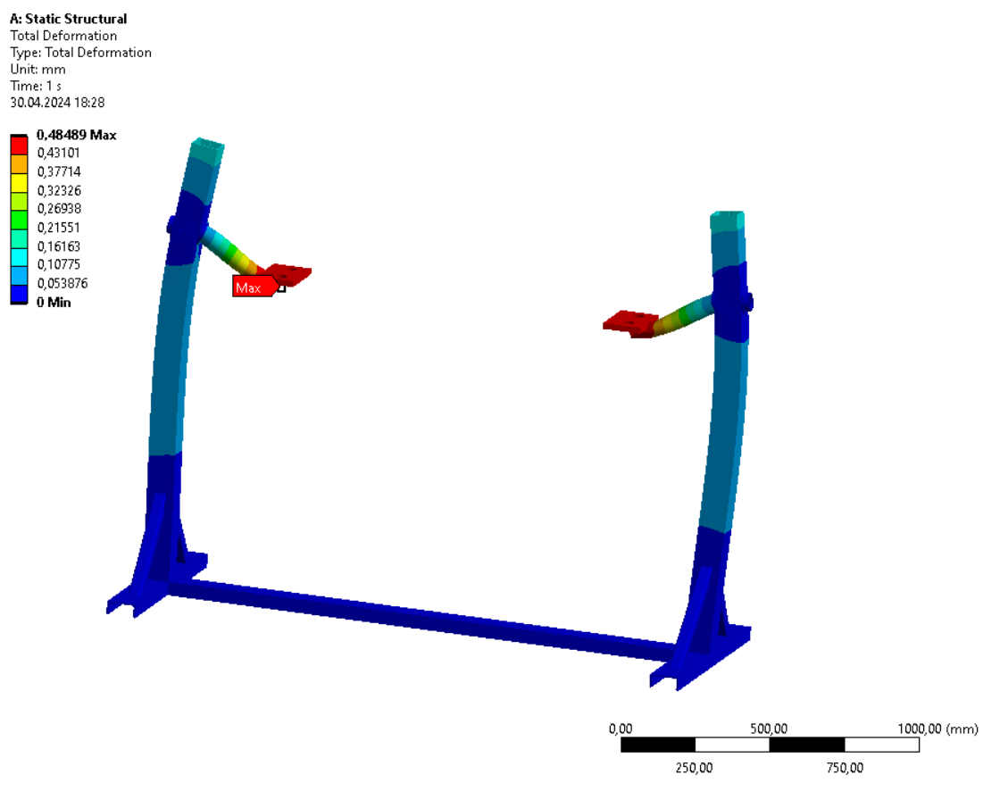 A: Static Structural
Total Deformation
Type: Total Deformation
Unit: mm
Time: 1 s
30.04.2024 18:28
0,48489 Max
0,43101
0,37714
0,32326
0,26938
0,21551
0,16163
0,10775
0,053876
0 Min
Max
0,00 500,00 1000,00 (mm)
250,00 750,00